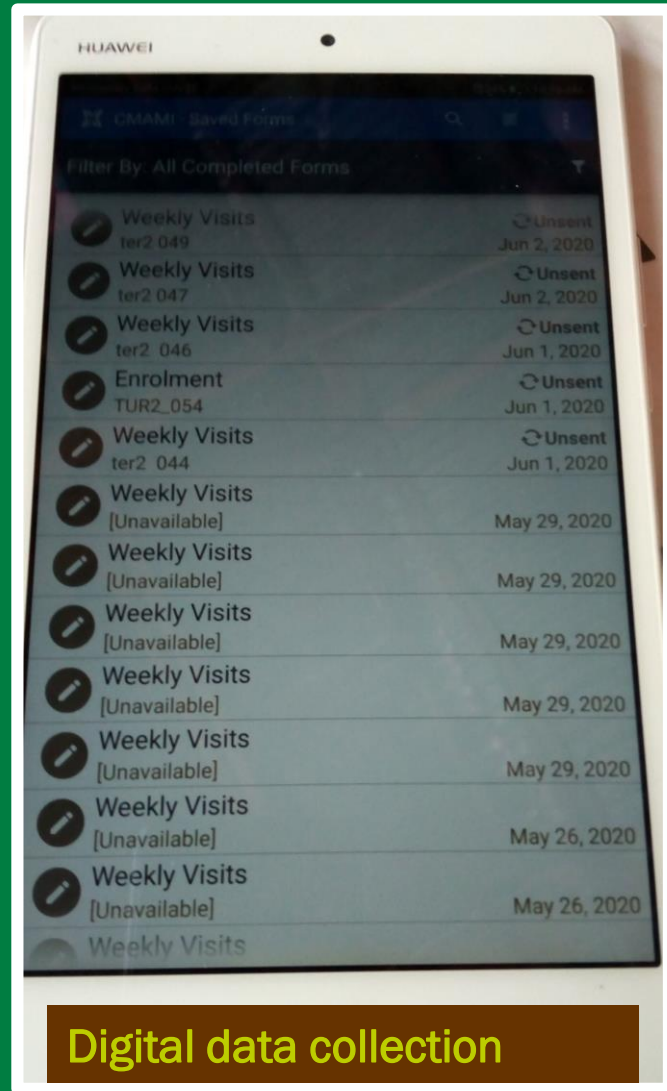 HUAWEI
CMAMI Saved Forms
Filter By: All Completed Forms
Weekly Visits
Unsent
ter2 049
Jun 2, 2020
Weekly Visits
Unsent
ter2 047
Jun 2, 2020
Weekly Visits
Unsent
ter2 046
Jun 1, 2020
Enrolment
Unsent
TUR2_054
Jun 1, 2020
Weekly Visits
Unsent
ter2 044
Jun 1, 2020
Weekly Visits
[Unavailable]
May 29, 2020
Weekly Visits
[Unavailable]
May 29, 2020
Weekly Visits
[Unavailable]
May 29, 2020
Weekly Visits
[Unavailable]
May 29, 2020
Weekly Visits
[Unavailable]
May 29, 2020
Weekly Visits
[Unavailable]
May 26, 2020
Weekly Visits
[Unavailable]
May 26, 2020
Weekly Visits
Digital data collection